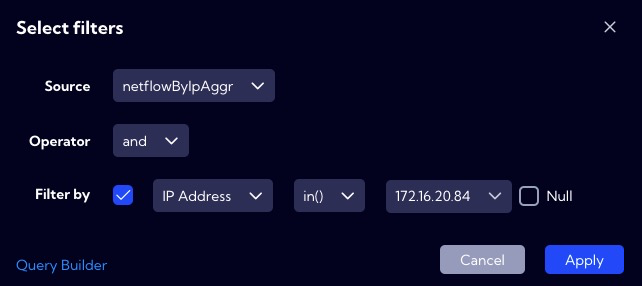 Select filters
Source netflowByIpAggr
Operator and
Filter by IP Address in() 172.16.20.84 Null
Query Builder Cancel Apply